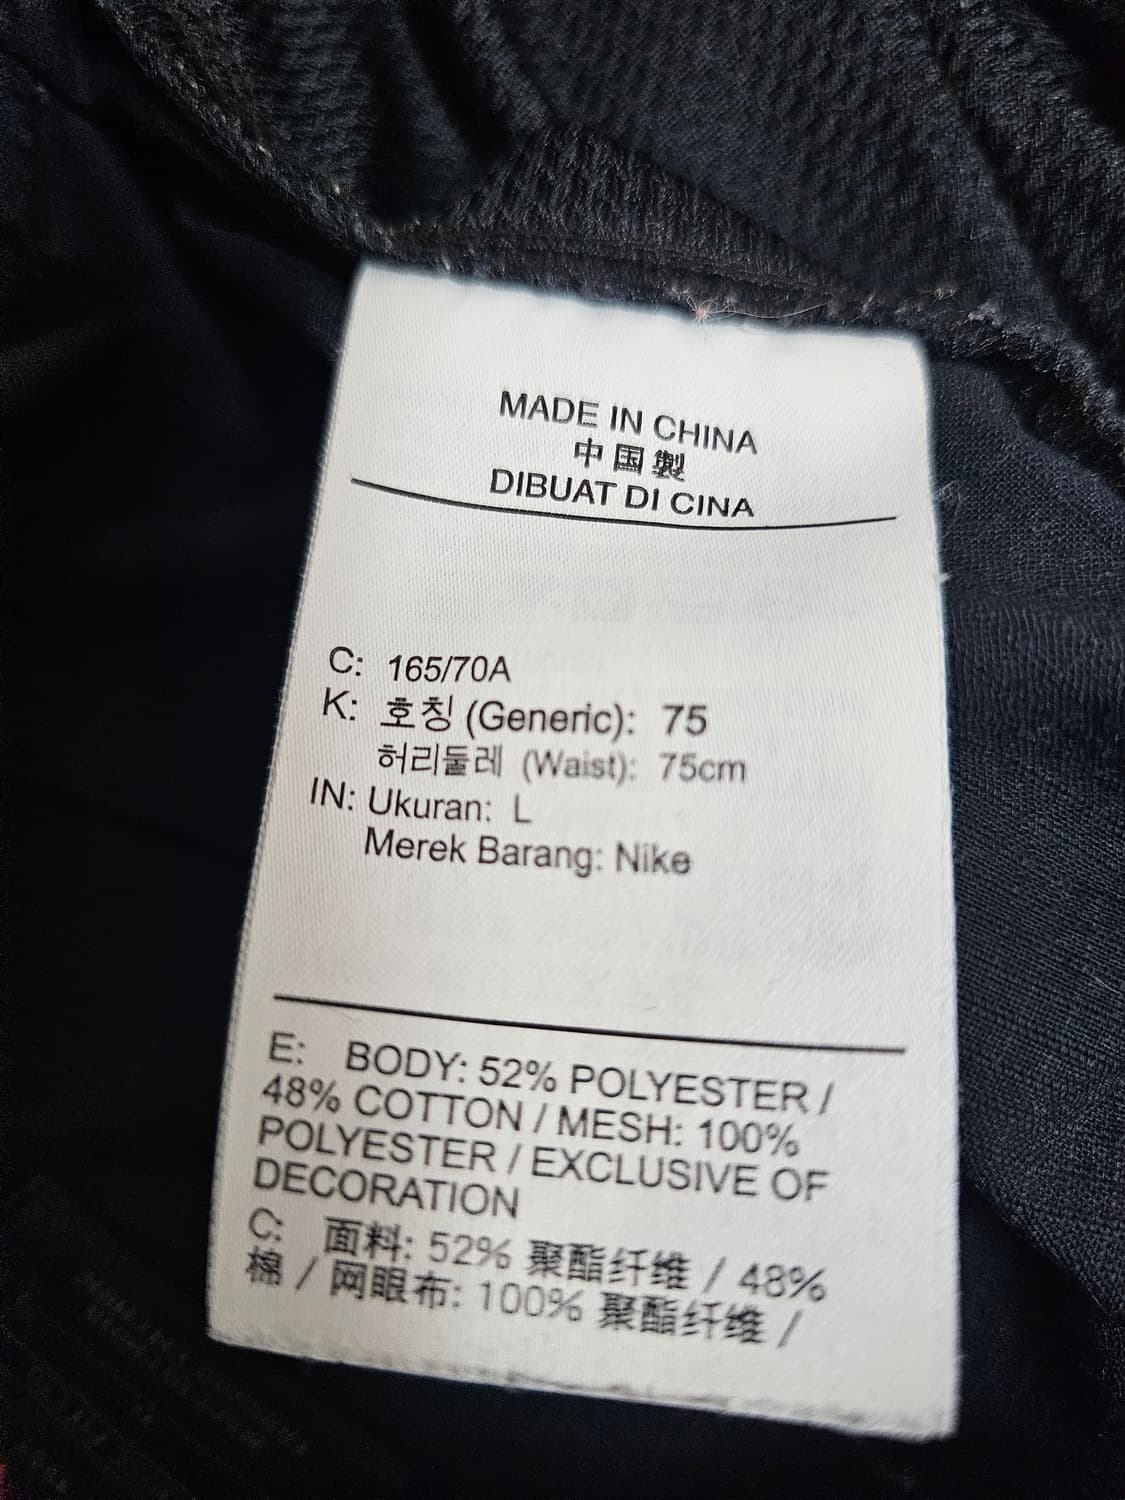 MADE IN CHINA
中国製
DIBUAT DI CINA
C: 165/70A
K: 호칭 (Generic): 75
허리둘레 (Waist): 75cm
IN: Ukuran: L
Merek Barang: Nike
E: BODY: 52% POLYESTER /
48% COTTON / MESH: 100%
POLYESTER / EXCLUSIVE OF
DECORATION
C: 面料: 52% 聚酯纤维 / 48%
棉 / 网眼布: 100% 聚酯纤维 /